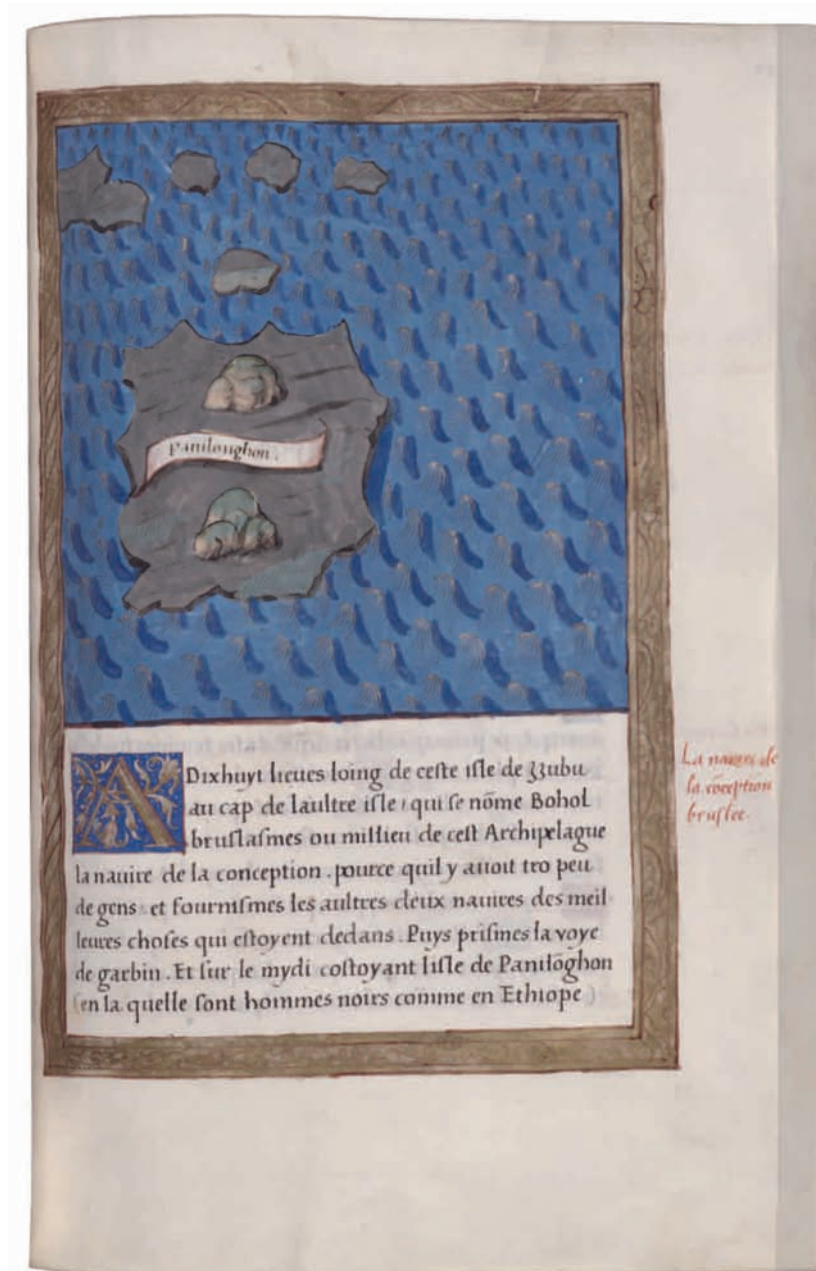 Panilonghon.
A Dixhuyt lieues loing de ceste isle de Zzubu
au cap de laultre isle, qui se nõme Bohol
bruslasmes ou millieu de cest Archipelague
la nauire de la conception. pource quil y auoit tro peu
de gens. et fournismes les aultres deux nauires des meil
leures choses qui estoyent dedans. Puys prismes la voye
de garbin. Et sur le mydi costoyant lisle de Panilõghon
(en la quelle sont hommes noirs comme en Ethiope)
La nauire de
la cõception
bruslee.